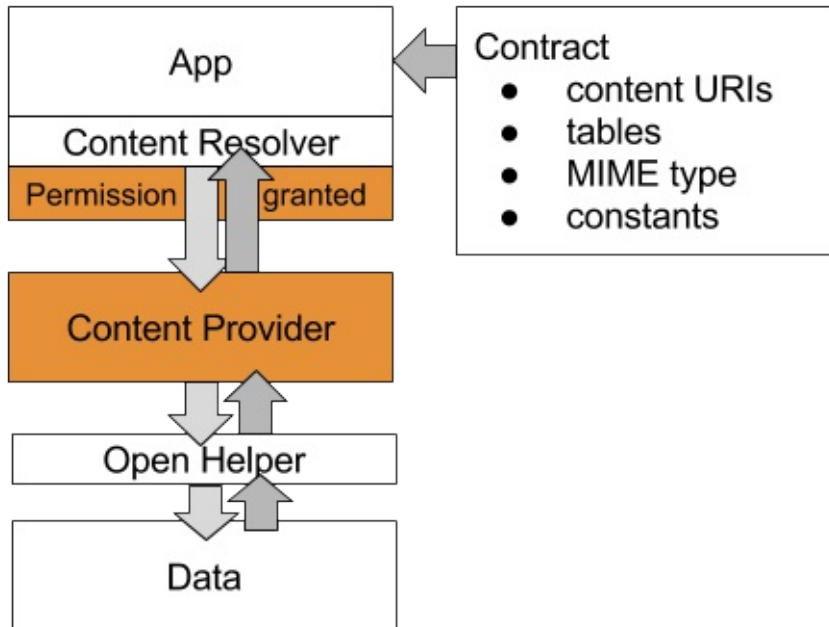 App
Content Resolver
Permission granted
Content Provider
Open Helper
Data
Contract
● content URIs
● tables
● MIME type
● constants